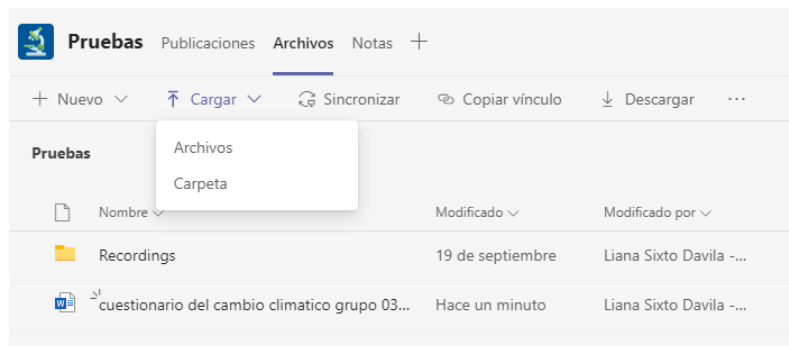 Pruebas Publicaciones Archivos Notas +
+ Nuevo Cargar Sincronizar Copiar vínculo Descargar ...
Archivos
Carpeta
Pruebas
Nombre Modificado Modificado por
Recordings 19 de septiembre Liana Sixto Davila -...
cuestionario del cambio climatico grupo 03... Hace un minuto Liana Sixto Davila -...